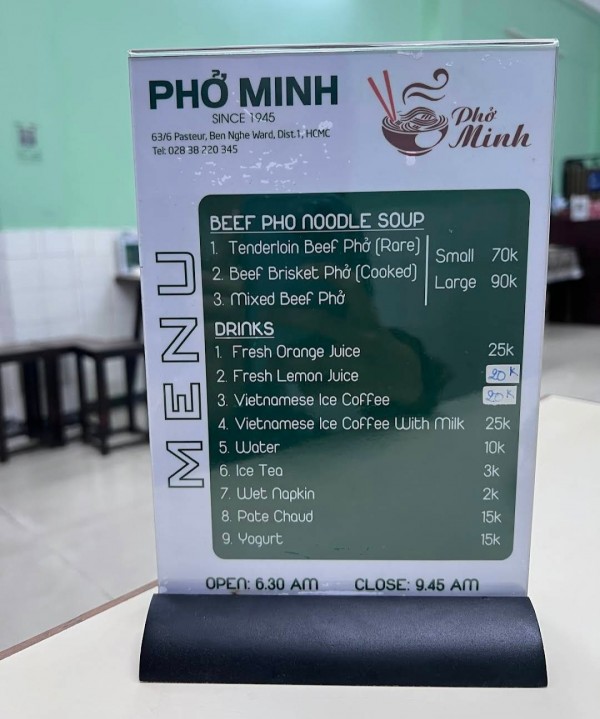 PHỞ MINH
SINCE 1945
63/6 Pasteur, Ben Nghe Ward, Dist.1, HCMC
Tel: 028 38 220 345
Phở
Minh
MENU
BEEF PHO NOODLE SOUP
1. Tenderloin Beef Phở (Rare)
2. Beef Brisket Phở (Cooked)
3. Mixed Beef Phở
Small 70k
Large 90k
DRINKS
1. Fresh Orange Juice 25k
2. Fresh Lemon Juice 20K
3. Vietnamese Ice Coffee 20K
4. Vietnamese Ice Coffee With Milk 25k
5. Water 10k
6. Ice Tea 3k
7. Wet Napkin 2k
8. Pate Chaud 15k
9. Yogurt 15k
OPEN: 6.30 AM CLOSE: 9.45 AM